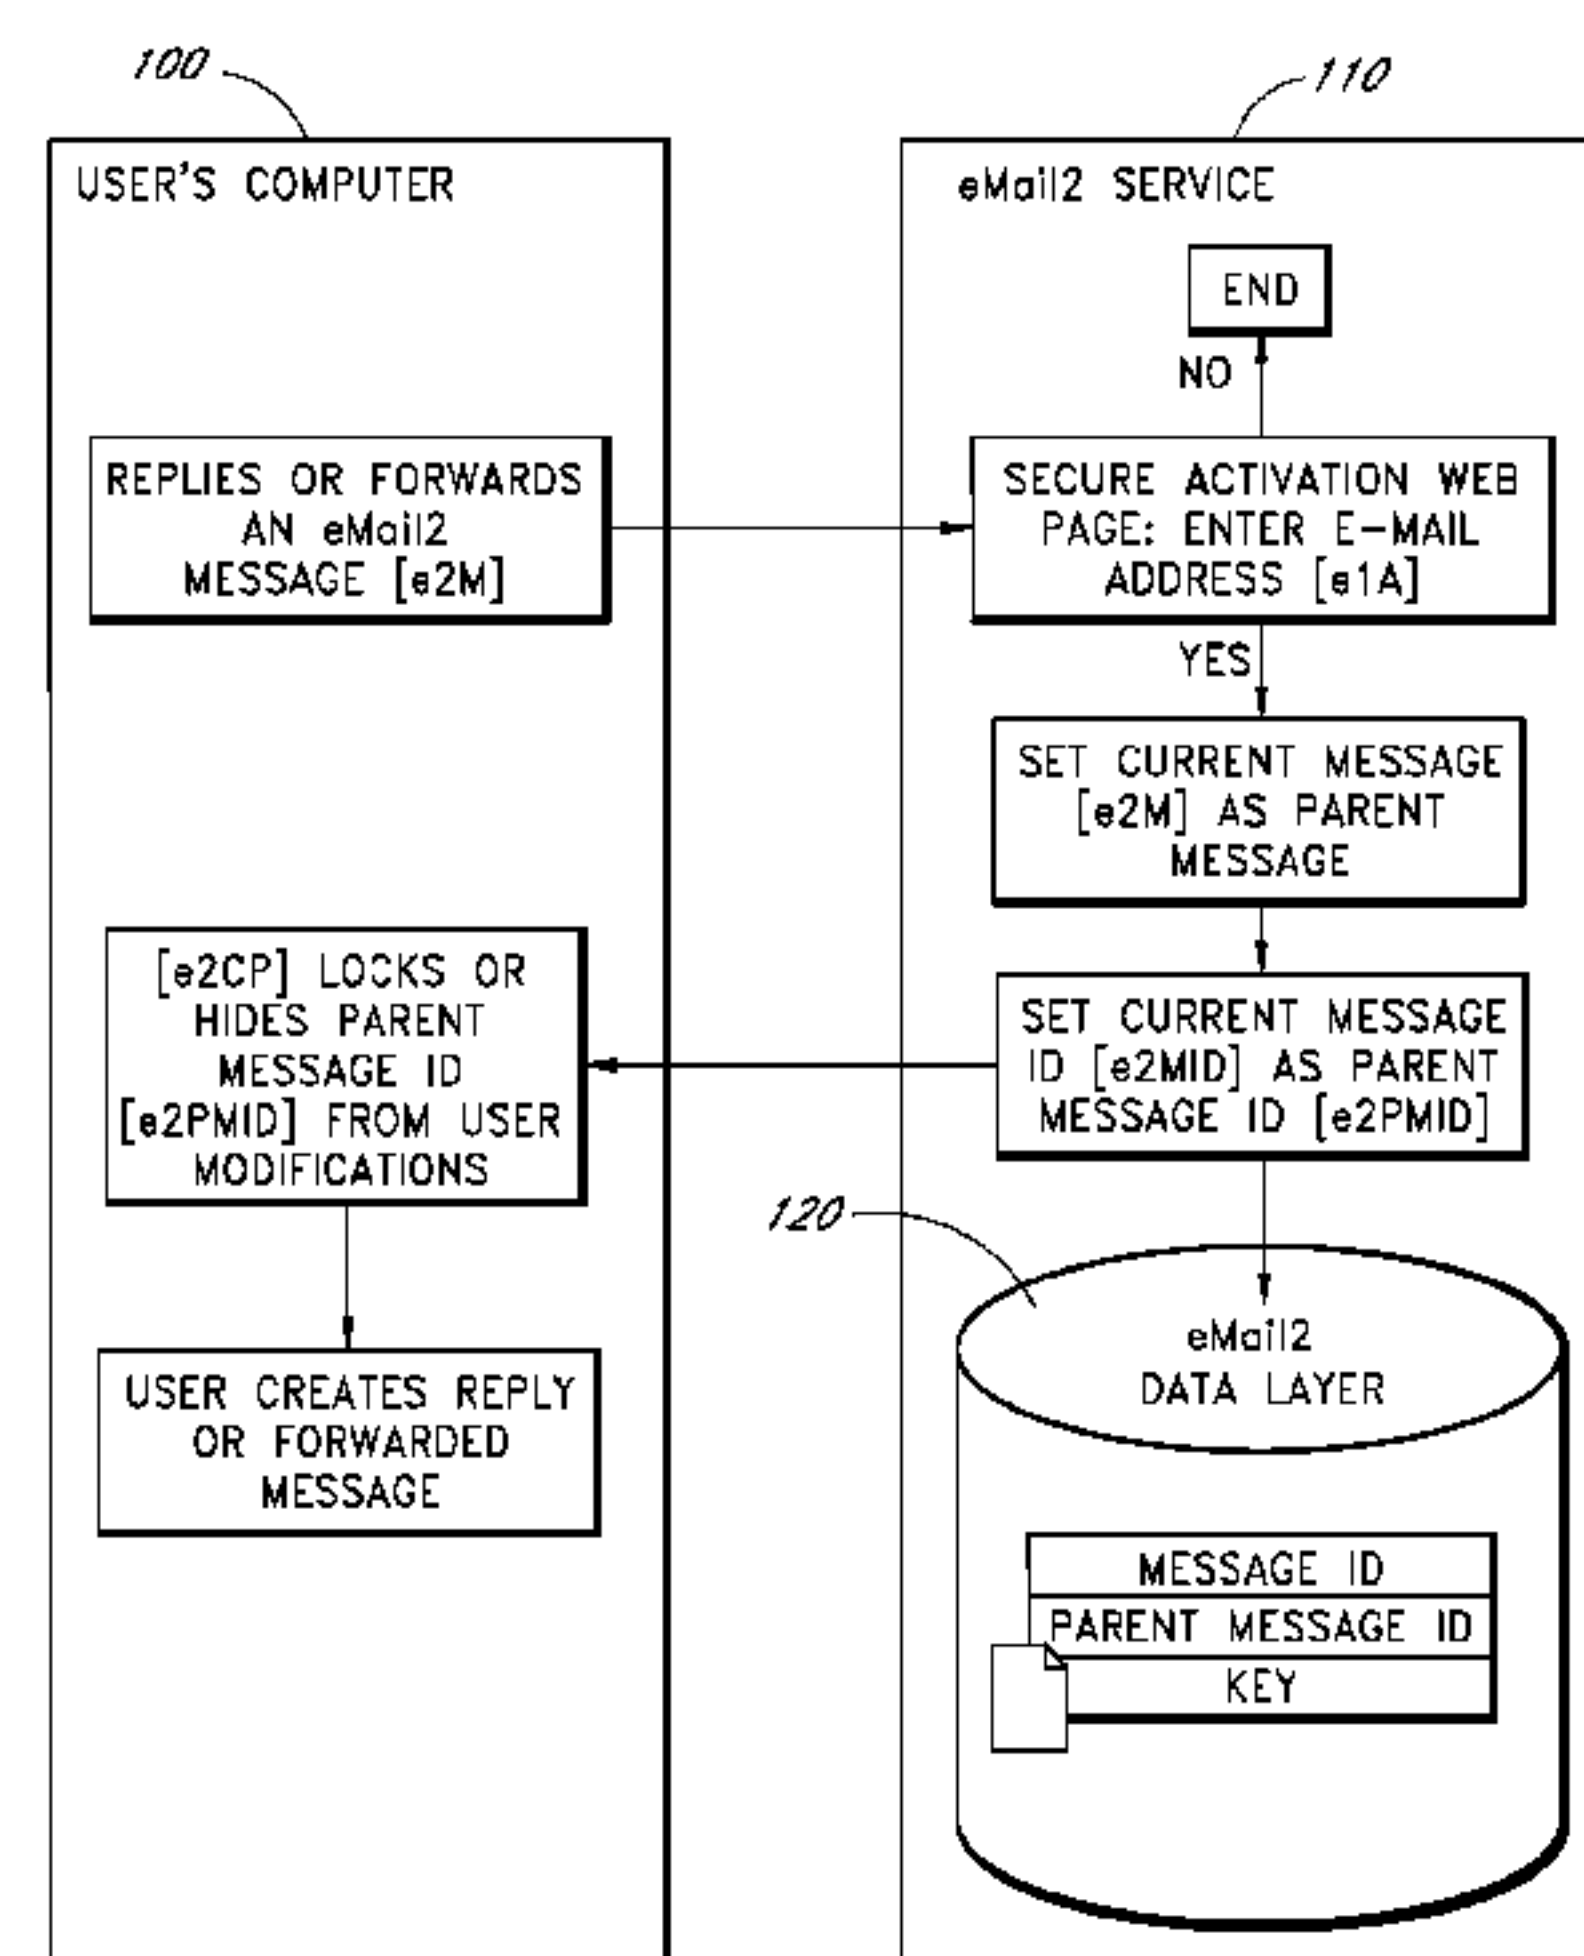 100
110
USER'S COMPUTER
eMail2 SERVICE
END
NO
REPLIES OR FORWARDS
AN eMail2
MESSAGE [e2M]
SECURE ACTIVATION WEB
PAGE: ENTER E-MAIL
ADDRESS [e1A]
YES
SET CURRENT MESSAGE
[e2M] AS PARENT
MESSAGE
[e2CP] LOCKS OR
HIDES PARENT
MESSAGE ID
[e2PMID] FROM USER
MODIFICATIONS
SET CURRENT MESSAGE
ID [e2MID] AS PARENT
MESSAGE ID [e2PMID]
120
USER CREATES REPLY
OR FORWARDED
MESSAGE
eMail2
DATA LAYER
MESSAGE ID
PARENT MESSAGE ID
KEY